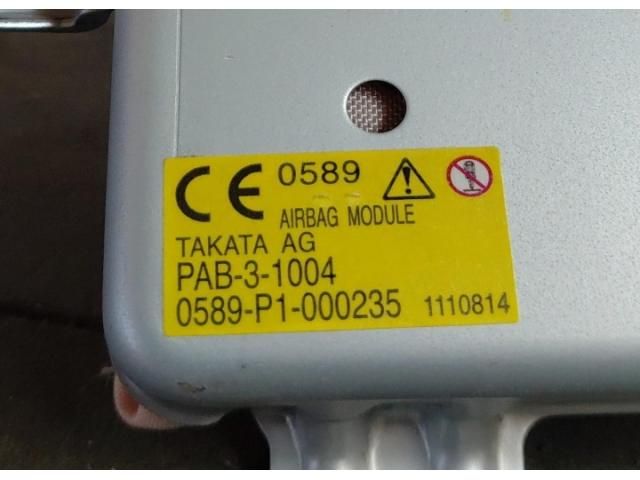 CE 0589
AIRBAG MODULE
TAKATA AG
PAB-3-1004
0589-P1-000235 1110814